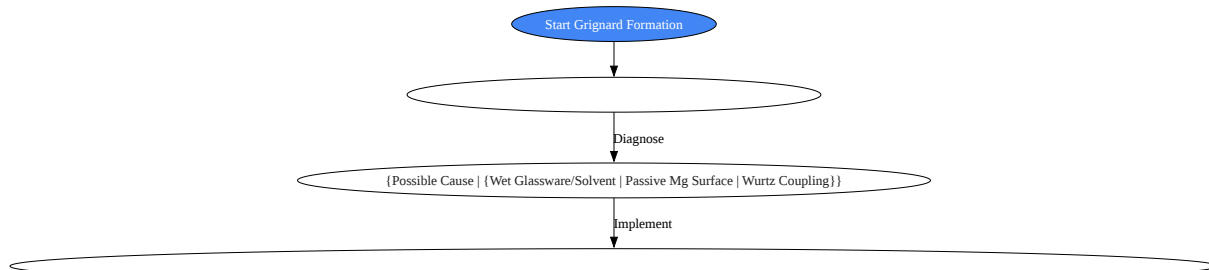 Start Grignard Formation
Diagnose
{Possible Cause | {Wet Glassware/Solvent | Passive Mg Surface | Wurtz Coupling}}
Implement